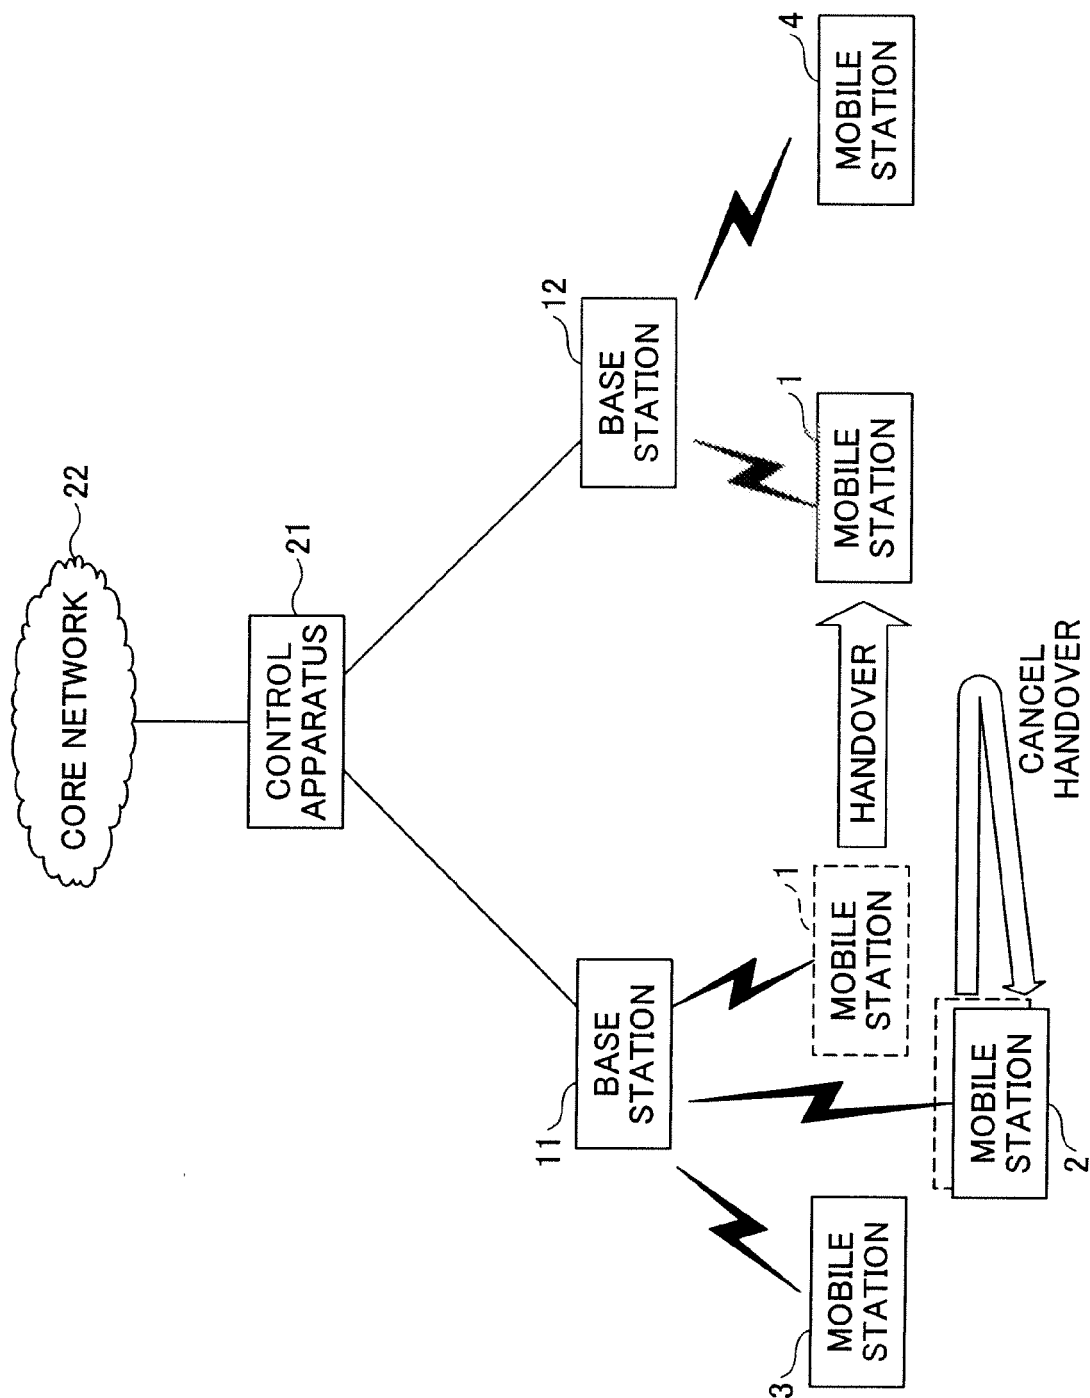 CORE NETWORK
22
CONTROL
APPARATUS
21
11
BASE
STATION
BASE
STATION
12
3
MOBILE
STATION
MOBILE
STATION
1
HANDOVER
MOBILE
STATION
1
MOBILE
STATION
4
MOBILE
STATION
2
CANCEL
HANDOVER